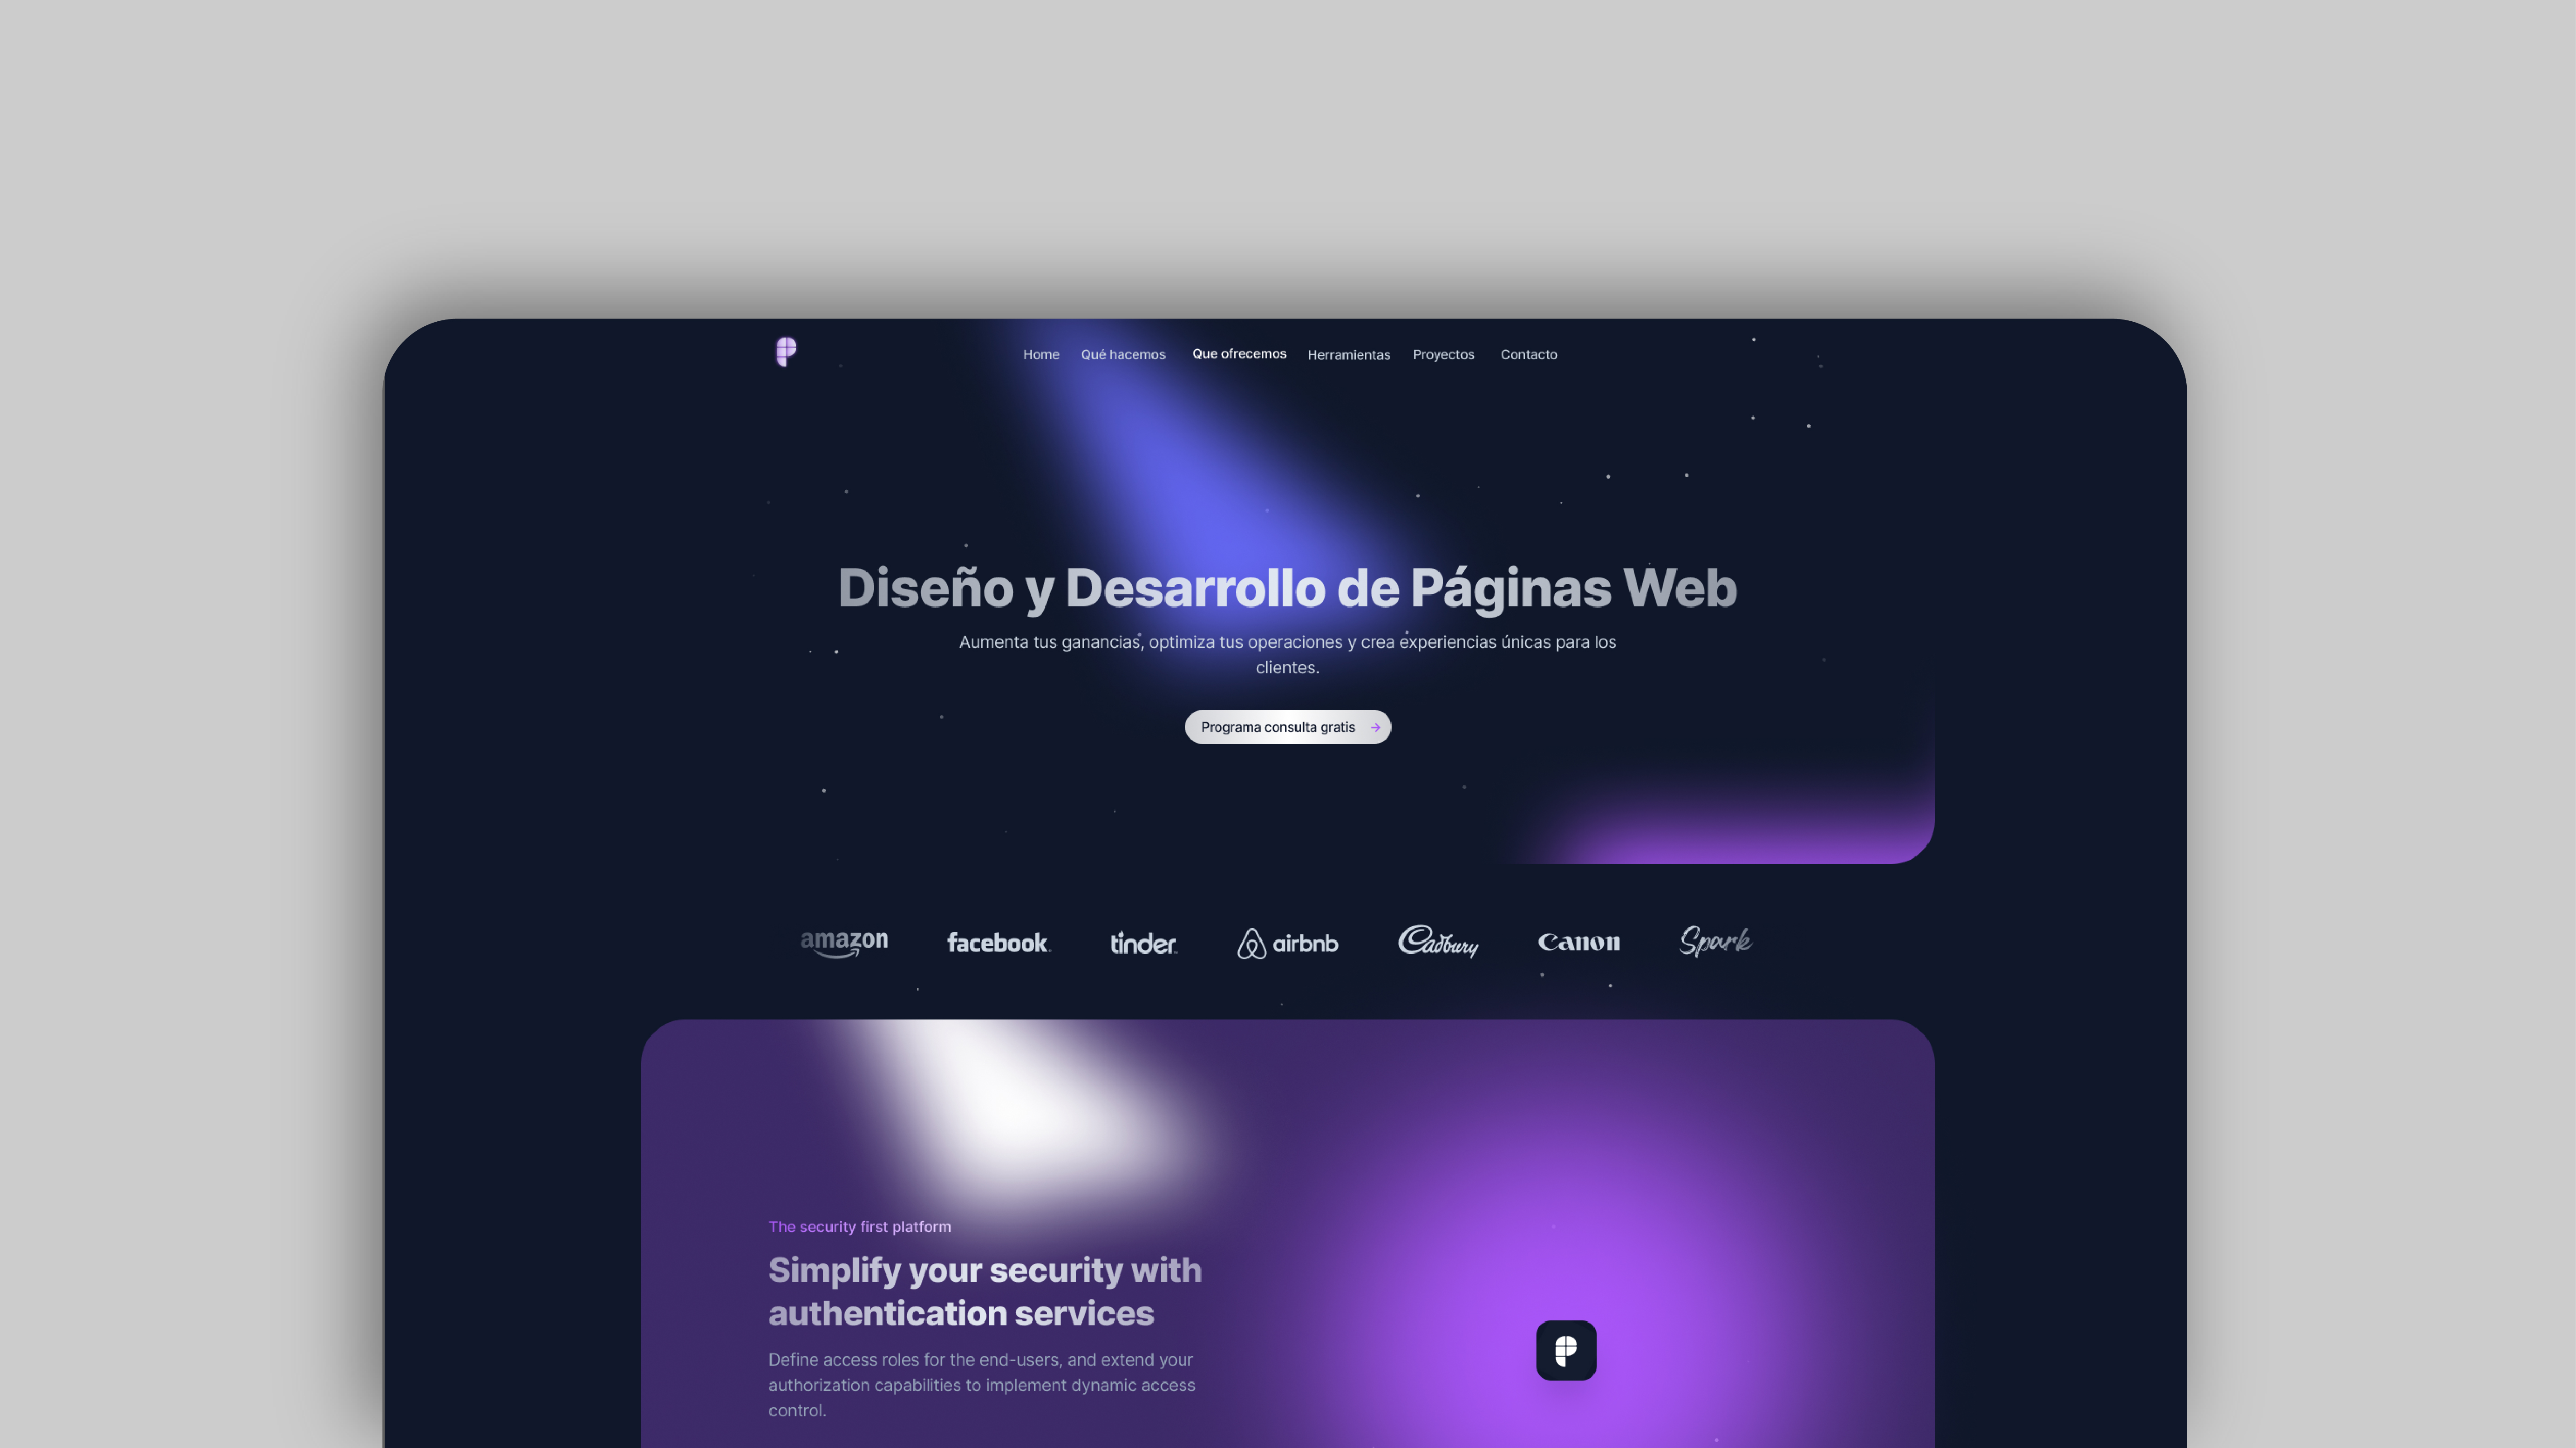 Home Qué hacemos Que ofrecemos Herramientas Proyectos Contacto
Diseño y Desarrollo de Páginas Web
Aumenta tus ganancias, optimiza tus operaciones y crea experiencias únicas para los
clientes.
Programa consulta gratis →
amazon facebook tinder airbnb Cadbury Canon Spark
The security first platform
Simplify your security with
authentication services
Define access roles for the end-users, and extend your
authorization capabilities to implement dynamic access
control.